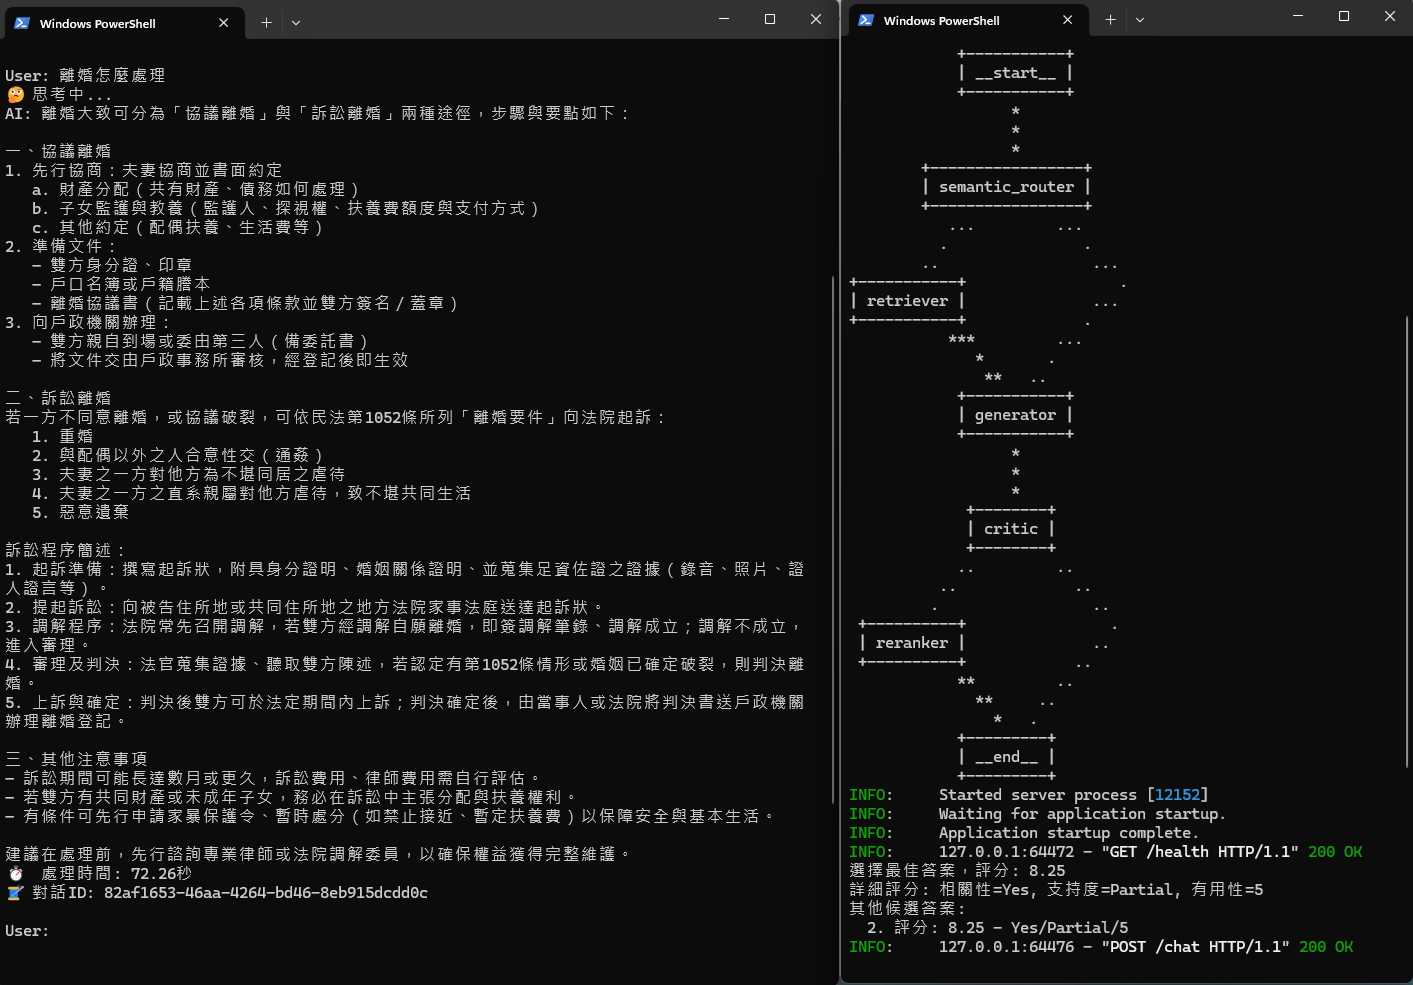 Windows PowerShell
User: 離婚怎麼處理
🤔 思考中...
AI: 離婚大致可分為「協議離婚」與「訴訟離婚」兩種途徑，步驟與要點如下：
一、協議離婚
1. 先行協商：夫妻協商並書面約定
a. 財產分配（共有財產、債務如何處理）
b. 子女監護與教養（監護人、探視權、扶養費額度與支付方式）
c. 其他約定（配偶扶養、生活費等）
2. 準備文件：
- 雙方身分證、印章
- 戶口名簿或戶籍謄本
- 離婚協議書（記載上述各項條款並雙方簽名／蓋章）
3. 向戶政機關辦理：
- 雙方親自到場或委由第三人（備委託書）
- 將文件交由戶政事務所審核，經登記後即生效
二、訴訟離婚
若一方不同意離婚，或協議破裂，可依民法第1052條所列「離婚要件」向法院起訴：
1. 重婚
2. 與配偶以外之人合意性交（通姦）
3. 夫妻之一方對他方為不堪同居之虐待
4. 夫妻之一方之直系親屬對他方虐待，致不堪共同生活
5. 惡意遺棄
訴訟程序簡述：
1. 起訴準備：撰寫起訴狀，附具身分證明、婚姻關係證明、並蒐集足資佐證之證據（錄音、照片、證
人證言等）。
2. 提起訴訟：向被告住所地或共同住所地之地方法院家事法庭送達起訴狀。
3. 調解程序：法院常先召開調解，若雙方經調解自願離婚，即簽調解筆錄、調解成立；調解不成立，
進入審理。
4. 審理及判決：法官蒐集證據、聽取雙方陳述，若認定有第1052條情形或婚姻已確定破裂，則判決離
婚。
5. 上訴與確定：判決後雙方可於法定期間內上訴；判決確定後，由當事人或法院將判決書送戶政機關
辦理離婚登記。
三、其他注意事項
- 訴訟期間可能長達數月或更久，訴訟費用、律師費用需自行評估。
- 若雙方有共同財產或未成年子女，務必在訴訟中主張分配與扶養權利。
- 有條件可先行申請家暴保護令、暫時處分（如禁止接近、暫定扶養費）以保障安全與基本生活。
建議在處理前，先行諮詢專業律師或法院調解委員，以確保權益獲得完整維護。
⏱ 處理時間: 72.26秒
🧵 對話ID: 82af1653-46aa-4264-bd46-8eb915dcdd0c
User:
Windows PowerShell
__start__
semantic_router
retriever
generator
critic
reranker
__end__
INFO: Started server process [12152]
INFO: Waiting for application startup.
INFO: Application startup complete.
INFO: 127.0.0.1:64472 - "GET /health HTTP/1.1" 200 OK
選擇最佳答案，評分: 8.25
詳細評分: 相關性=Yes, 支持度=Partial, 有用性=5
其他候選答案:
2. 評分: 8.25 - Yes/Partial/5
INFO: 127.0.0.1:64476 - "POST /chat HTTP/1.1" 200 OK